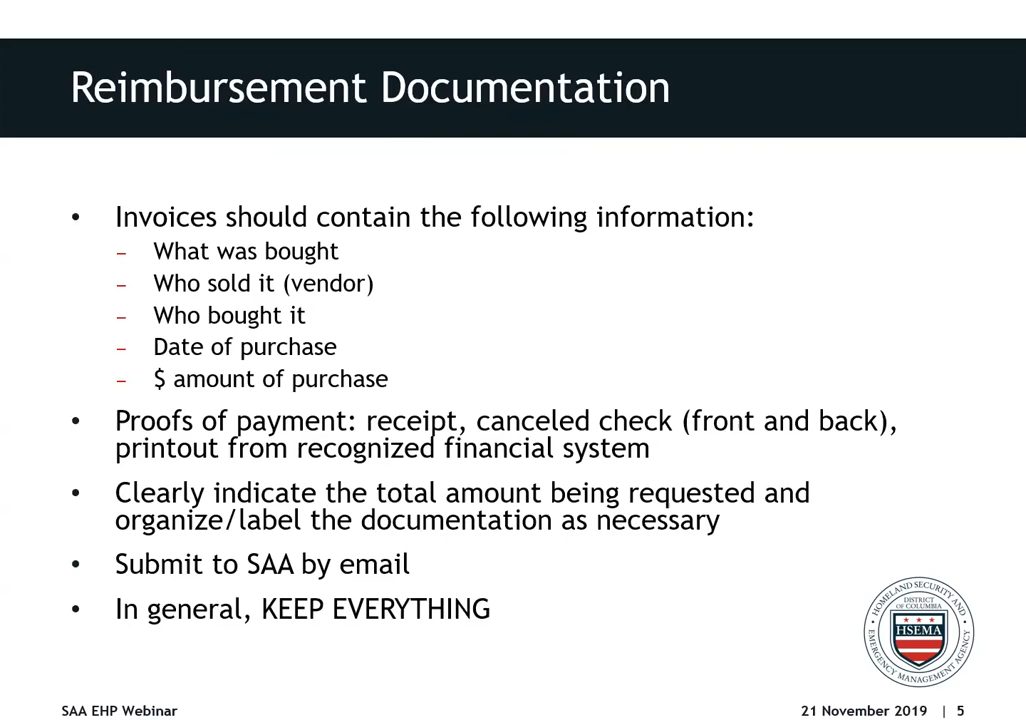 Reimbursement Documentation
• Invoices should contain the following information:
– What was bought
– Who sold it (vendor)
– Who bought it
– Date of purchase
– $ amount of purchase
• Proofs of payment: receipt, canceled check (front and back),
printout from recognized financial system
• Clearly indicate the total amount being requested and
organize/label the documentation as necessary
• Submit to SAA by email
• In general, KEEP EVERYTHING
HOMELAND SECURITY AND
EMERGENCY MANAGEMENT AGENCY
DISTRICT
OF COLUMBIA
HSEMA
SAA EHP Webinar
21 November 2019 | 5